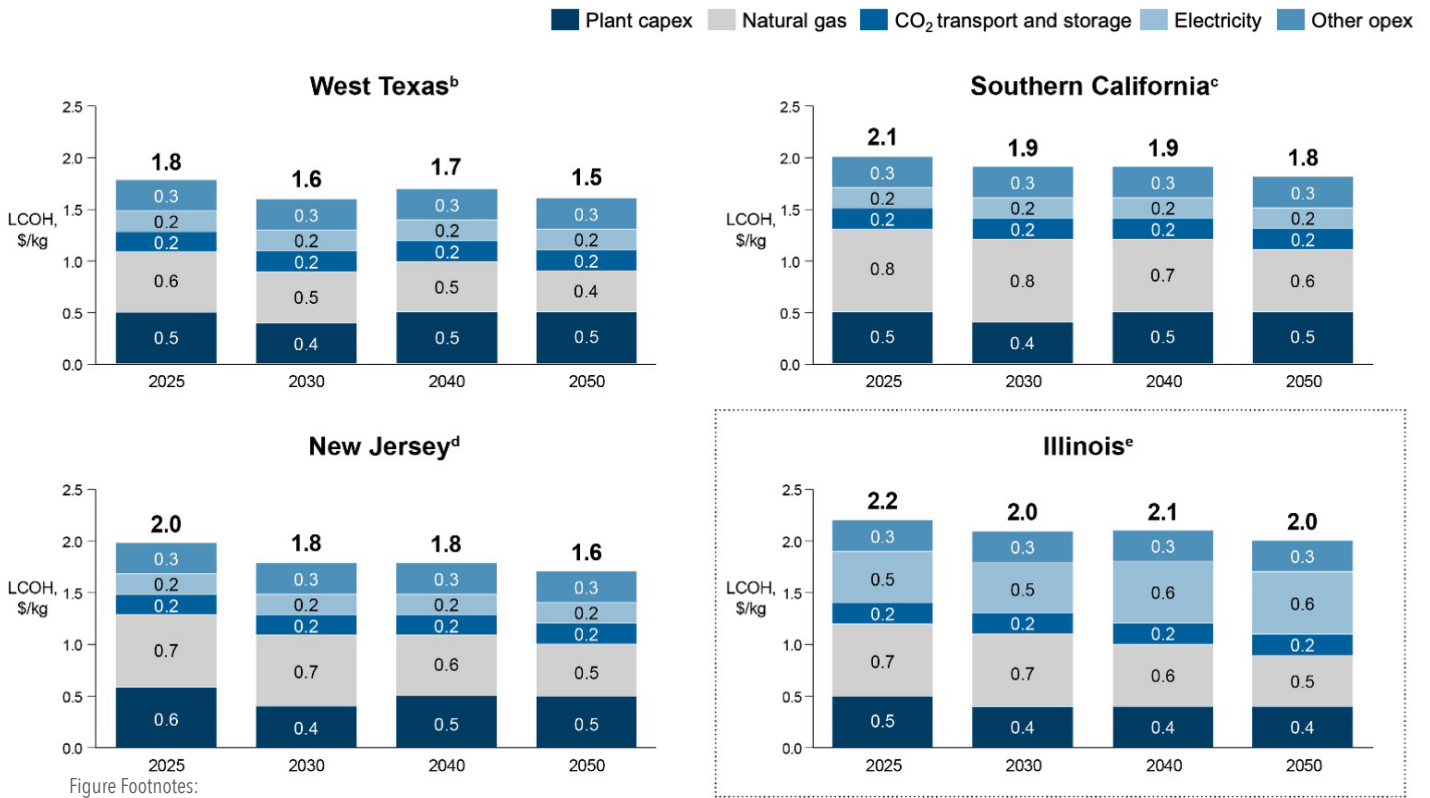 Plant capex Natural gas CO₂ transport and storage Electricity Other opex
West Texasᵇ
2.5
2.0
1.5
1.0
0.5
0.0
LCOH,
$/kg
1.8 1.6 1.7 1.5
0.3 0.3 0.3 0.3
0.2 0.2 0.2 0.2
0.2 0.2 0.2 0.2
0.6 0.5 0.5 0.4
0.5 0.4 0.5 0.5
2025 2030 2040 2050
Southern Californiaᶜ
2.5
2.0
1.5
1.0
0.5
0.0
LCOH,
$/kg
2.1 1.9 1.9 1.8
0.3 0.3 0.3 0.3
0.2 0.2 0.2 0.2
0.2 0.2 0.2 0.2
0.8 0.8 0.7 0.6
0.5 0.4 0.5 0.5
2025 2030 2040 2050
New Jerseyᵈ
2.5
2.0
1.5
1.0
0.5
0.0
LCOH,
$/kg
2.0 1.8 1.8 1.6
0.3 0.3 0.3 0.3
0.2 0.2 0.2 0.2
0.2 0.2 0.2 0.2
0.7 0.7 0.6 0.5
0.6 0.4 0.5 0.5
2025 2030 2040 2050
Illinoisᵉ
2.5
2.0
1.5
1.0
0.5
0.0
LCOH,
$/kg
2.2 2.0 2.1 2.0
0.3 0.3 0.3 0.3
0.5 0.5 0.6 0.6
0.2 0.2 0.2 0.2
0.7 0.7 0.6 0.5
0.5 0.4 0.4 0.4
2025 2030 2040 2050
Figure Footnotes: